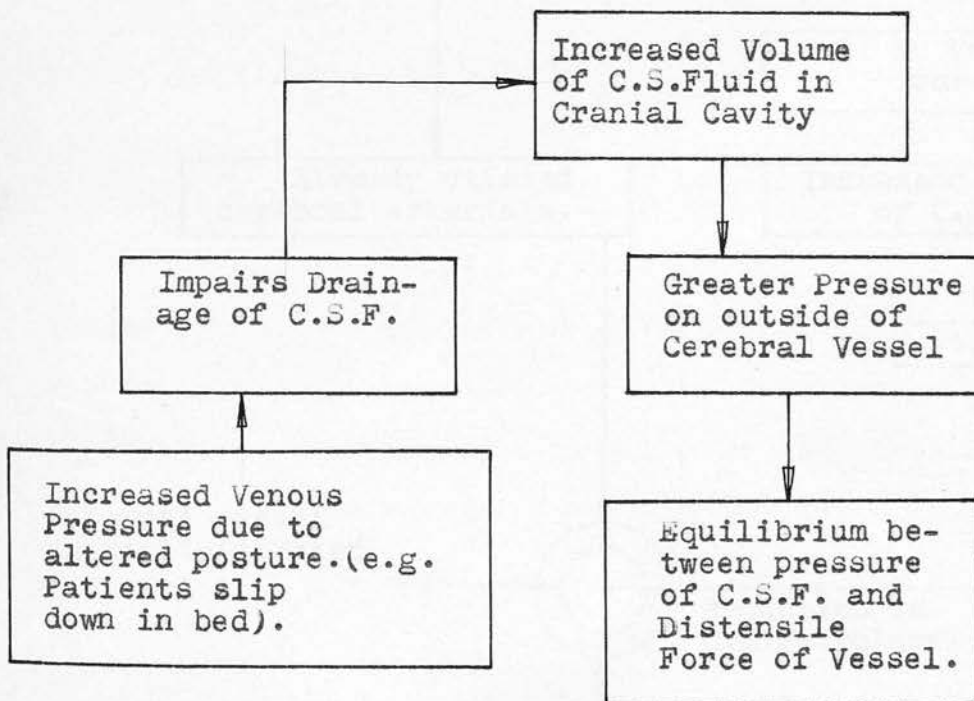 Increased Volume
of C.S.Fluid in
Cranial Cavity
Impairs Drain-
age of C.S.F.
Greater Pressure
on outside of
Cerebral Vessel
Increased Venous
Pressure due to
altered posture.(e.g.
Patients slip
down in bed).
Equilibrium be-
tween pressure
of C.S.F. and
Distensile
Force of Vessel.